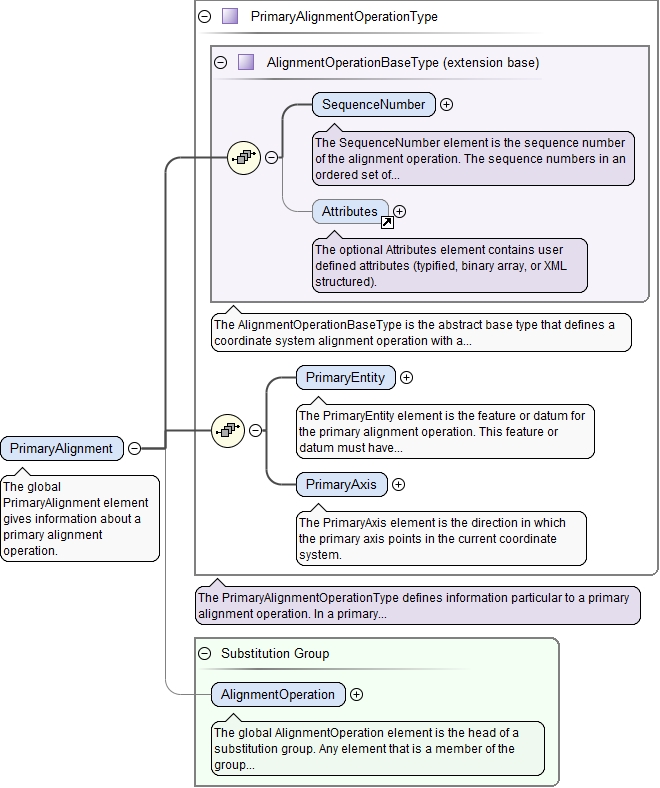 PrimaryAlignmentOperationType
AlignmentOperationBaseType (extension base)
SequenceNumber
The SequenceNumber element is the sequence number
of the alignment operation. The sequence numbers in an
ordered set of...
Attributes
The optional Attributes element contains user
defined attributes (typified, binary array, or XML
structured).
The AlignmentOperationBaseType is the abstract base type that defines a
coordinate system alignment operation with a...
PrimaryEntity
The PrimaryEntity element is the feature or datum for
the primary alignment operation. This feature or
datum must have...
PrimaryAlignment
The global
PrimaryAlignment element
gives information about a
primary alignment
operation.
PrimaryAxis
The PrimaryAxis element is the direction in which
the primary axis points in the current coordinate
system.
The PrimaryAlignmentOperationType defines information particular to a primary
alignment operation. In a primary...
Substitution Group
AlignmentOperation
The global AlignmentOperation element is the head of a
substitution group. Any element that is a member of the
group...